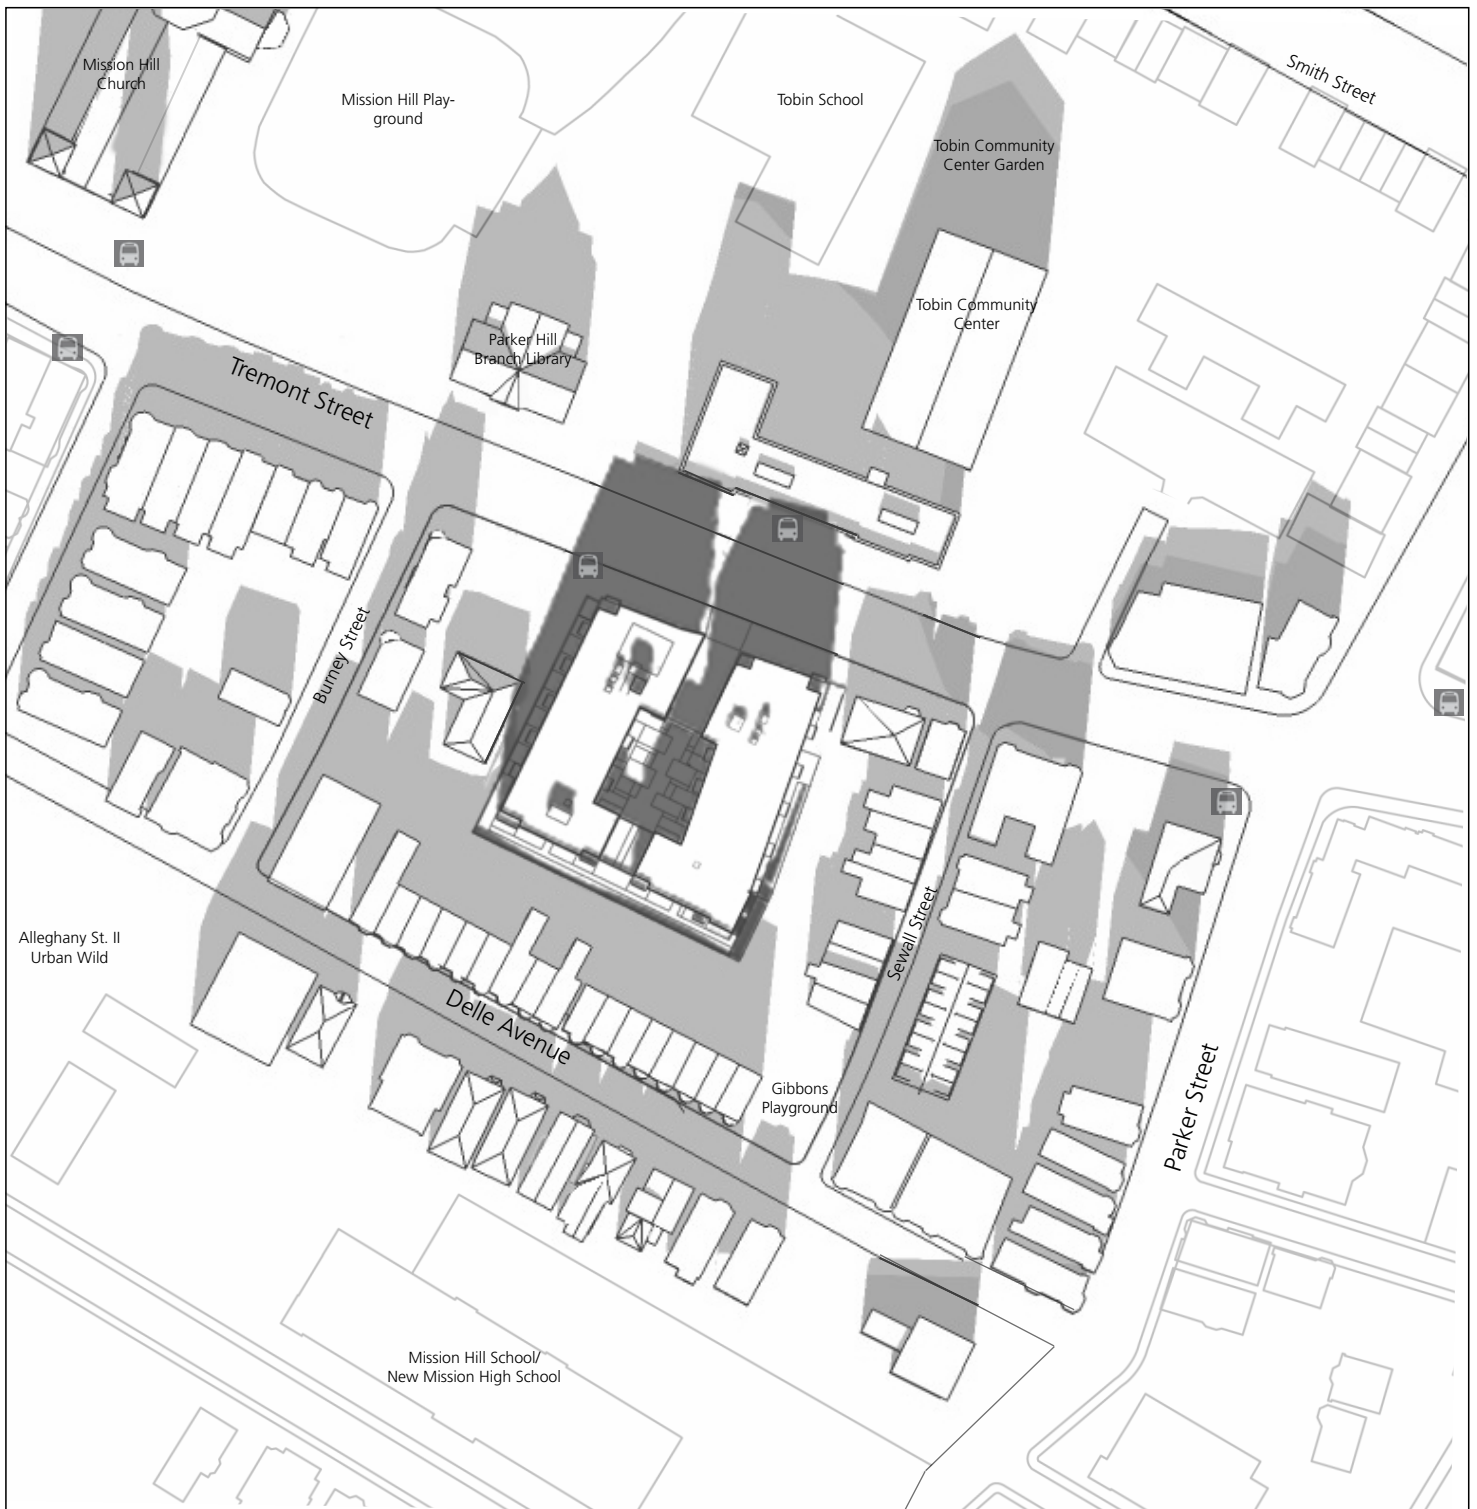 Smith Street
Mission Hill
Church
Mission Hill Play-
ground
Tobin School
Tobin Community
Center Garden
Tobin Community
Center
Parker Hill
Branch Library
Tremont Street
Burney Street
Sewall Street
Alleghany St. II
Urban Wild
Delle Avenue
Gibbons
Playground
Parker Street
Mission Hill School/
New Mission High School